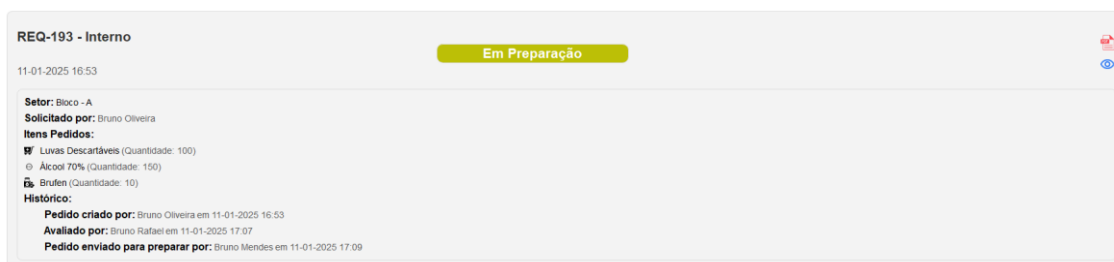 REQ-193 - Interno
Em Preparação
11-01-2025 16:53
Setor: Bloco - A
Solicitado por: Bruno Oliveira
Itens Pedidos:
Luvas Descartáveis (Quantidade: 100)
Álcool 70% (Quantidade: 150)
Brufen (Quantidade: 10)
Histórico:
Pedido criado por: Bruno Oliveira em 11-01-2025 16:53
Avaliado por: Bruno Rafael em 11-01-2025 17:07
Pedido enviado para preparar por: Bruno Mendes em 11-01-2025 17:09